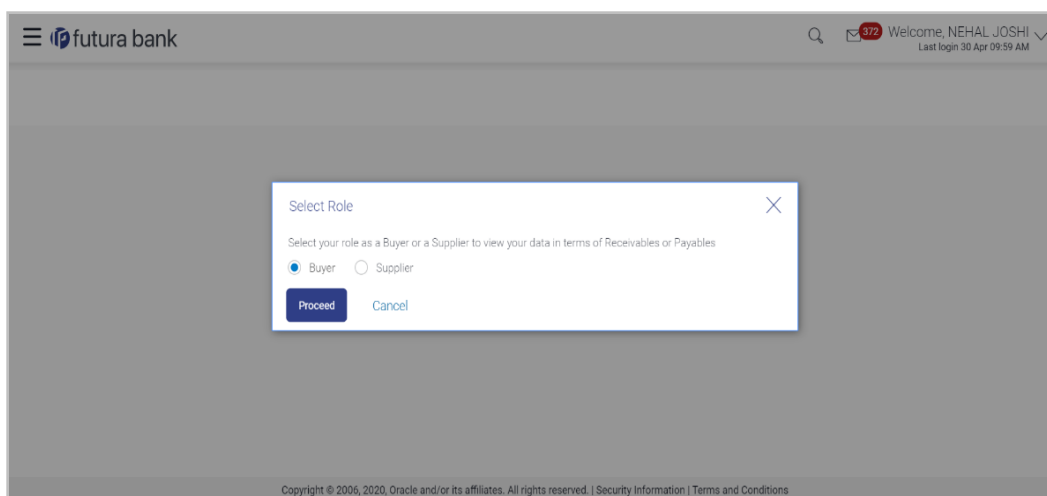 futura bank
372 Welcome, NEHAL JOSHI
Last login 30 Apr 09:59 AM
Select Role
Select your role as a Buyer or a Supplier to view your data in terms of Receivables or Payables
Buyer Supplier
Proceed Cancel
Copyright © 2006, 2020, Oracle and/or its affiliates. All rights reserved. | Security Information | Terms and Conditions